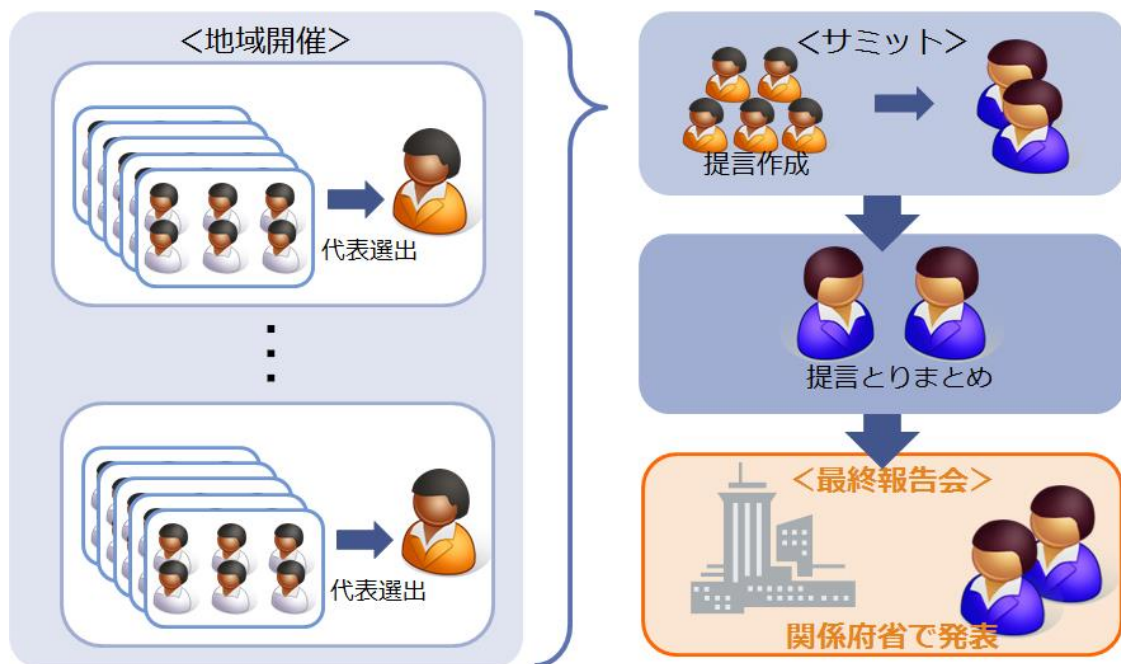 ＜地域開催＞
代表選出
代表選出
＜サミット＞
提言作成
提言とりまとめ
＜最終報告会＞
関係府省で発表